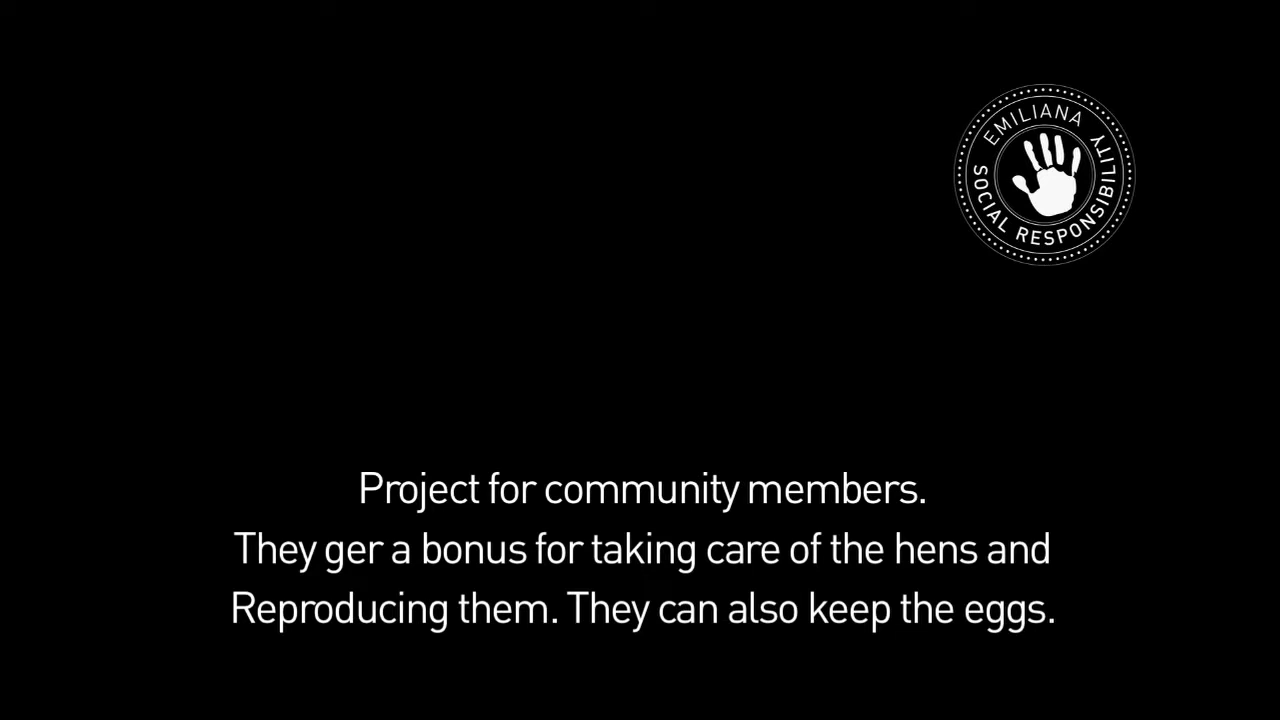 EMILIANA
SOCIAL RESPONSIBILITY
Project for community members.
They ger a bonus for taking care of the hens and
Reproducing them. They can also keep the eggs.